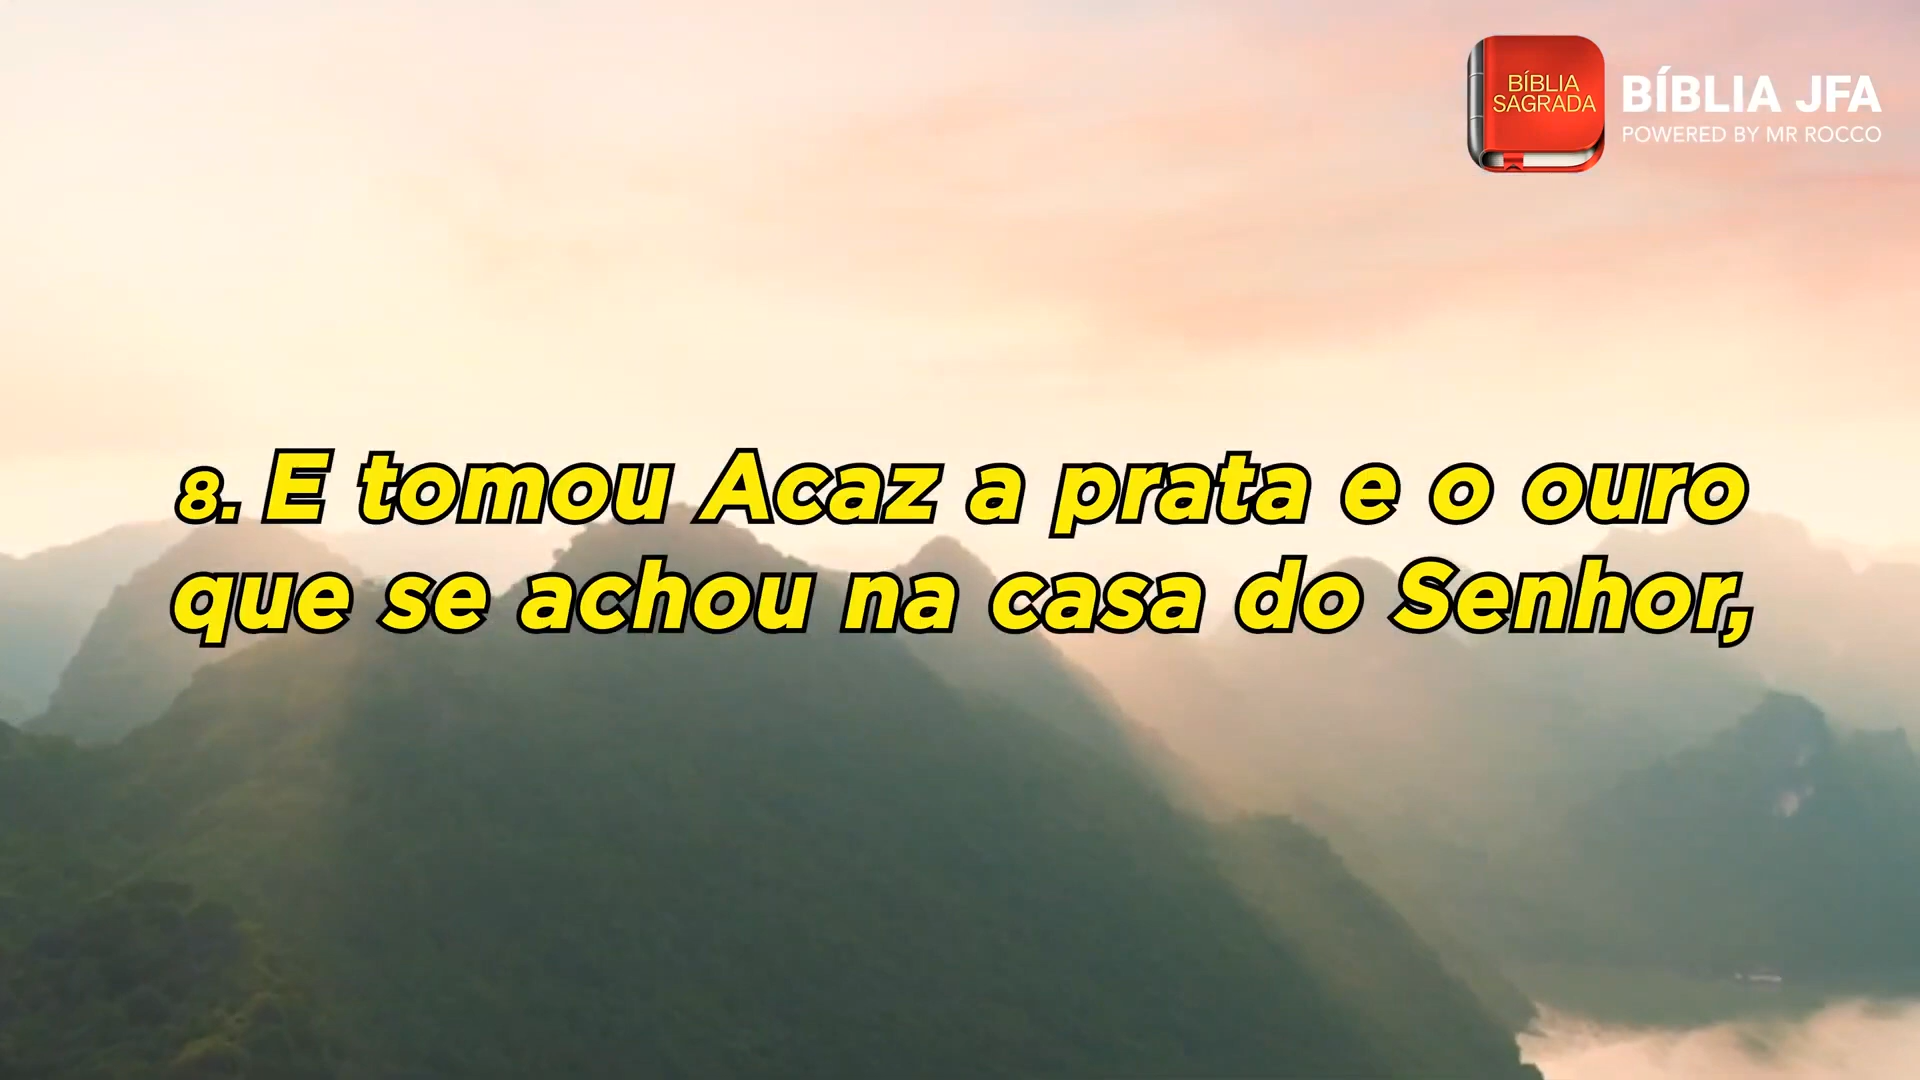 BÍBLIA
SAGRADA
BÍBLIA JFA
POWERED BY MR ROCCO
8. E tomou Acaz a prata e o ouro
que se achou na casa do Senhor,